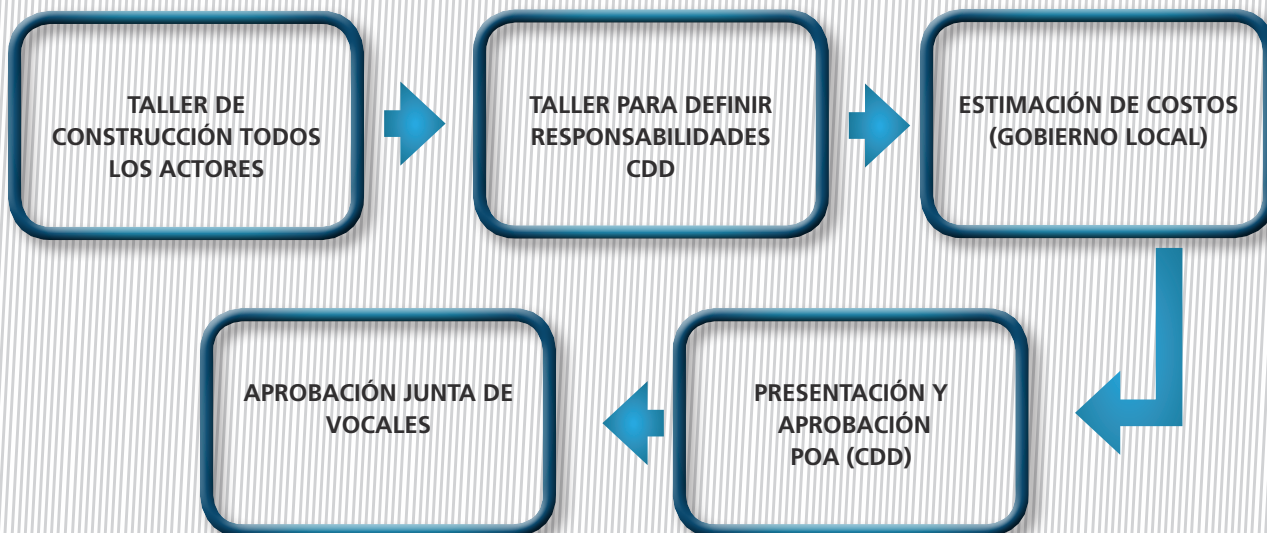 TALLER DE
CONSTRUCCIÓN TODOS
LOS ACTORES
TALLER PARA DEFINIR
RESPONSABILIDADES
CDD
ESTIMACIÓN DE COSTOS
(GOBIERNO LOCAL)
PRESENTACIÓN Y
APROBACIÓN
POA (CDD)
APROBACIÓN JUNTA DE
VOCALES